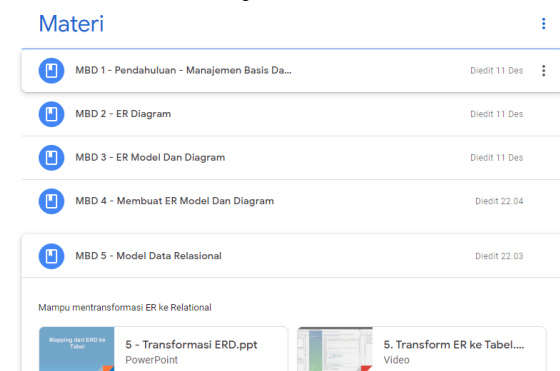 Materi
MBD 1 - Pendahuluan - Manajemen Basis Da...
Diedit 11 Des
MBD 2 - ER Diagram
Diedit 11 Des
MBD 3 - ER Model Dan Diagram
Diedit 11 Des
MBD 4 - Membuat ER Model Dan Diagram
Diedit 22.04
MBD 5 - Model Data Relasional
Diedit 22.03
Mampu mentransformasi ER ke Relational
Mapping dari ERD ke
Tabel
5 - Transformasi ERD.ppt
PowerPoint
5. Transform ER ke Tabel....
Video